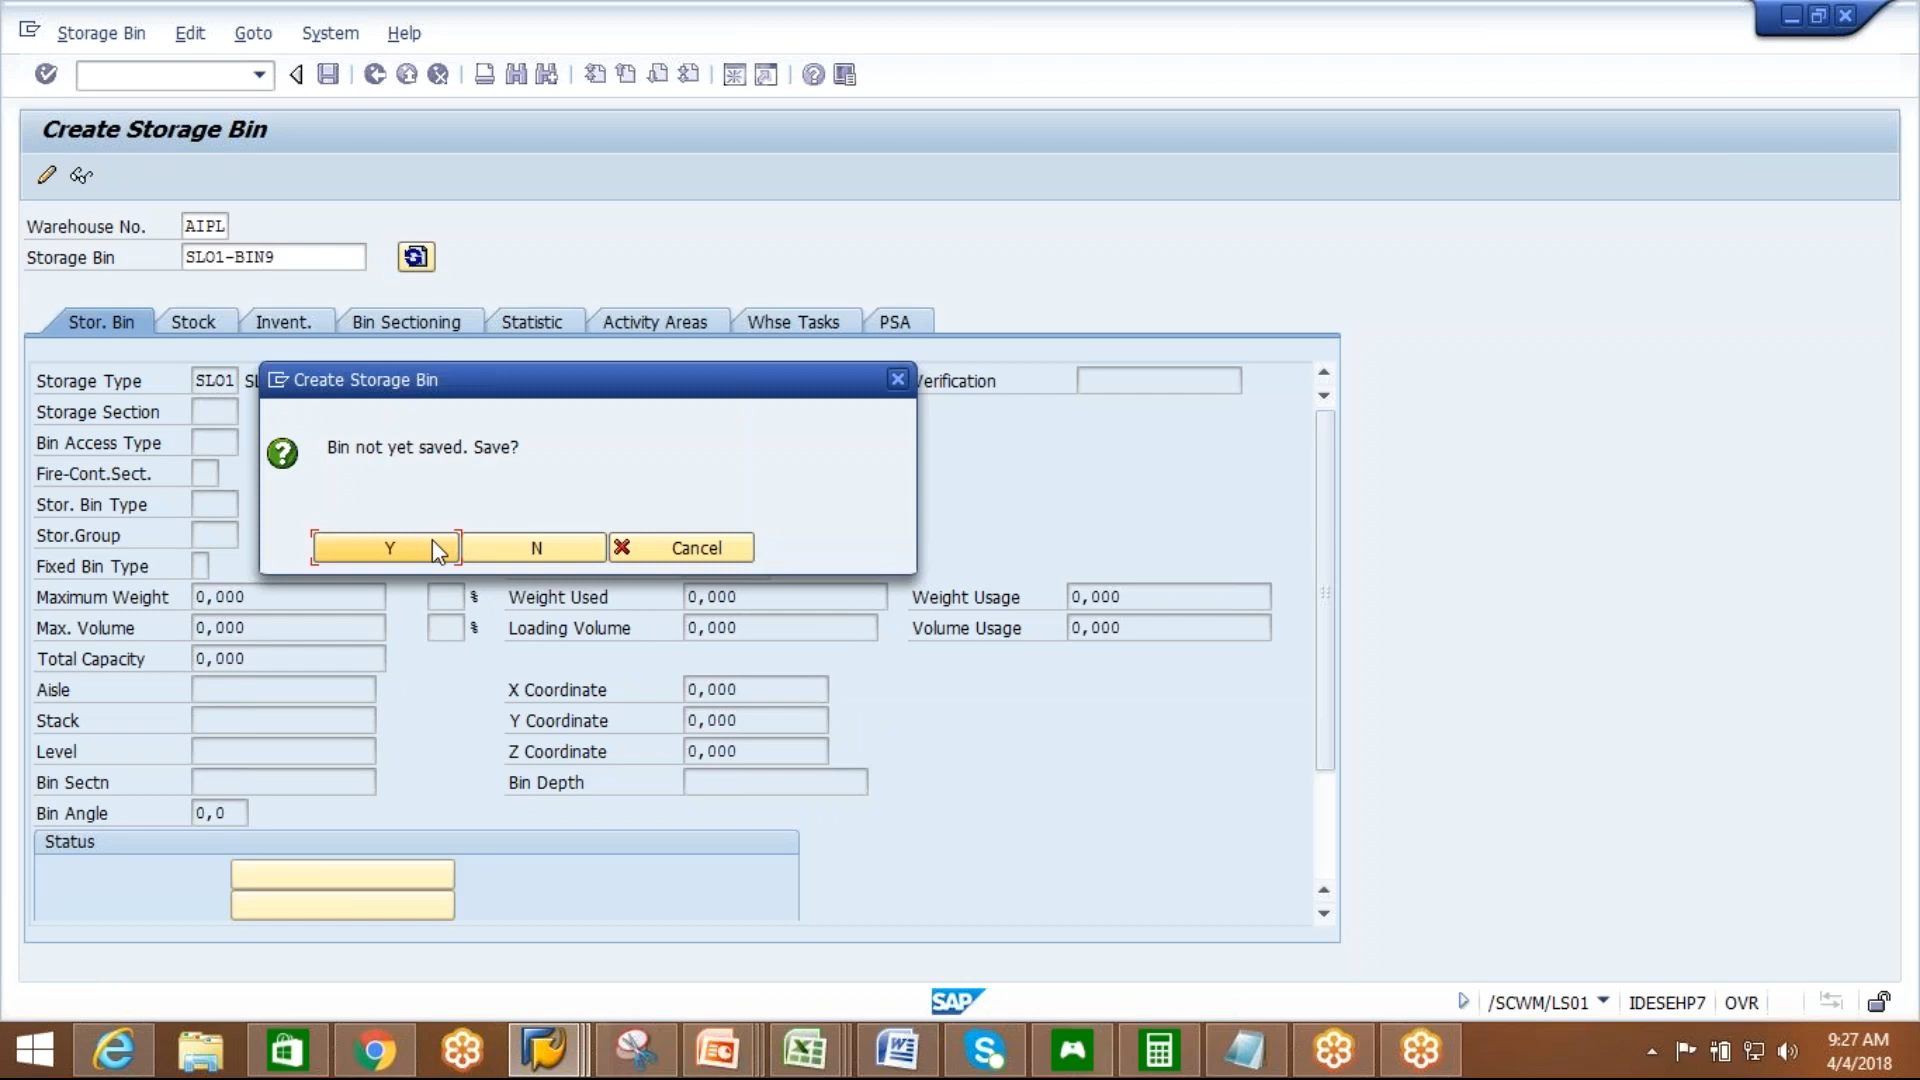 Storage Bin Edit Goto System Help
Create Storage Bin
Warehouse No. AIPL
Storage Bin SLO1-BIN9
Stor. Bin Stock Invent. Bin Sectioning Statistic Activity Areas Whse Tasks PSA
Storage Type SLO1 SL Verification
Storage Section
Bin Access Type
Fire-Cont.Sect.
Stor. Bin Type
Stor.Group
Fixed Bin Type
Create Storage Bin
Bin not yet saved. Save?
Y N Cancel
Maximum Weight 0,000 % Weight Used 0,000 Weight Usage 0,000
Max. Volume 0,000 % Loading Volume 0,000 Volume Usage 0,000
Total Capacity 0,000
Aisle X Coordinate 0,000
Stack Y Coordinate 0,000
Level Z Coordinate 0,000
Bin Sectn Bin Depth
Bin Angle 0,0
Status
SAP /SCWM/LS01 IDESEHP7 OVR
9:27 AM
4/4/2018